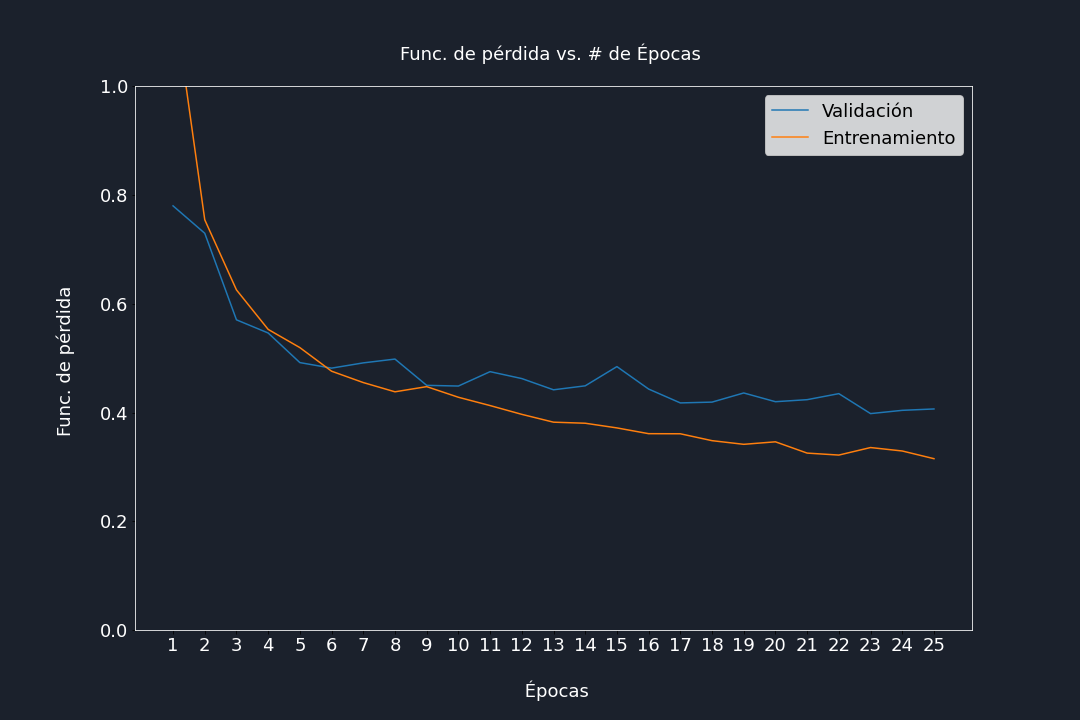 Func. de pérdida vs. # de Épocas
1.0
0.8
0.6
0.4
0.2
0.0
Func. de pérdida
Validación
Entrenamiento
1 2 3 4 5 6 7 8 9 10 11 12 13 14 15 16 17 18 19 20 21 22 23 24 25
Épocas